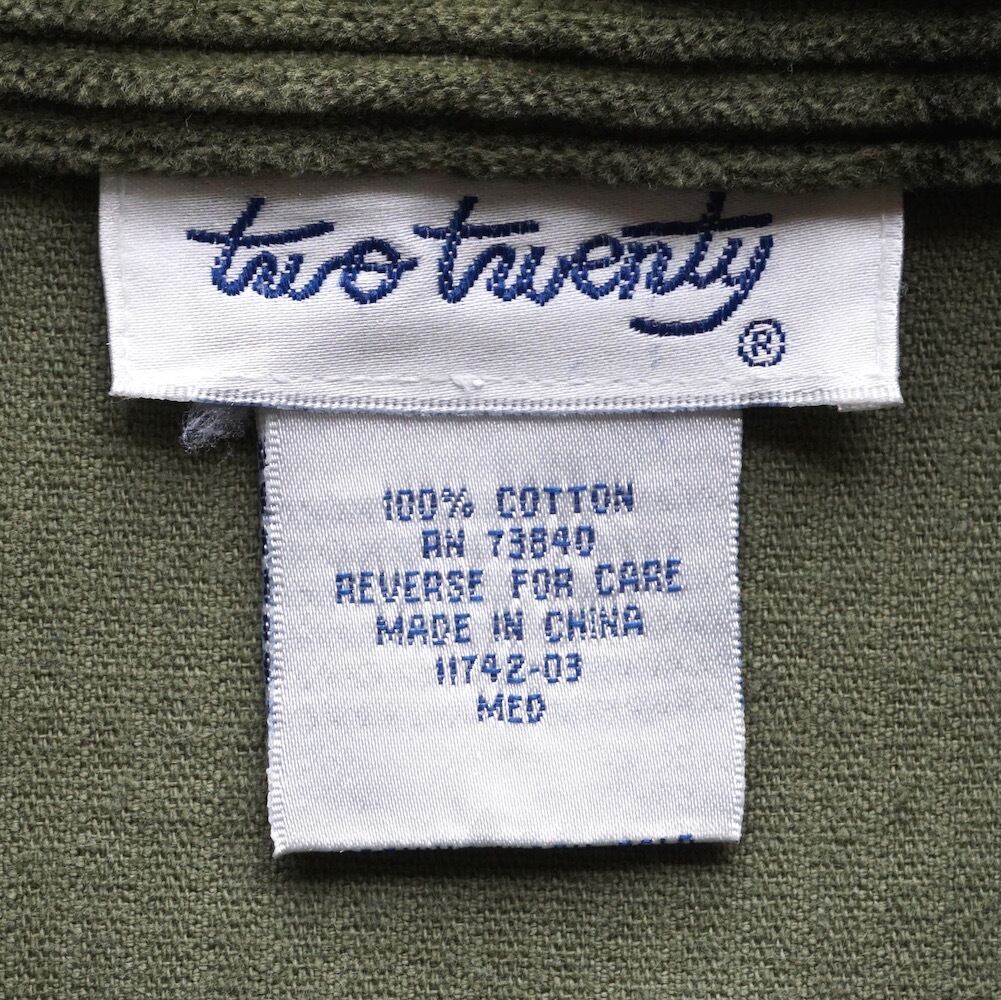 two twenty
®
100% COTTON
RN 73840
REVERSE FOR CARE
MADE IN CHINA
11742-03
MED